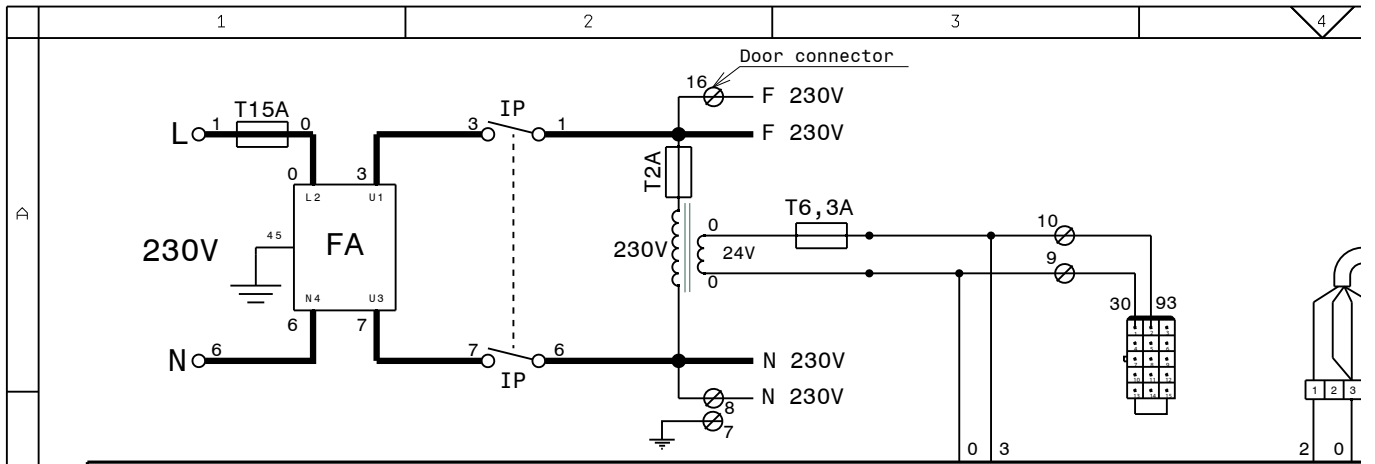 1 2 3 4
A
Door connector
16
F 230V
T15A
IP
L 1 0 3 1 F 230V
0 3
L2 U1
T2A
T6,3A
45
FA
230V
230V
0
24V
0
10
9
N4 U3
6 7
30 93
N 6 7 6 N 230V
IP
N 230V
8
7
1 2 3
0 3
2 0